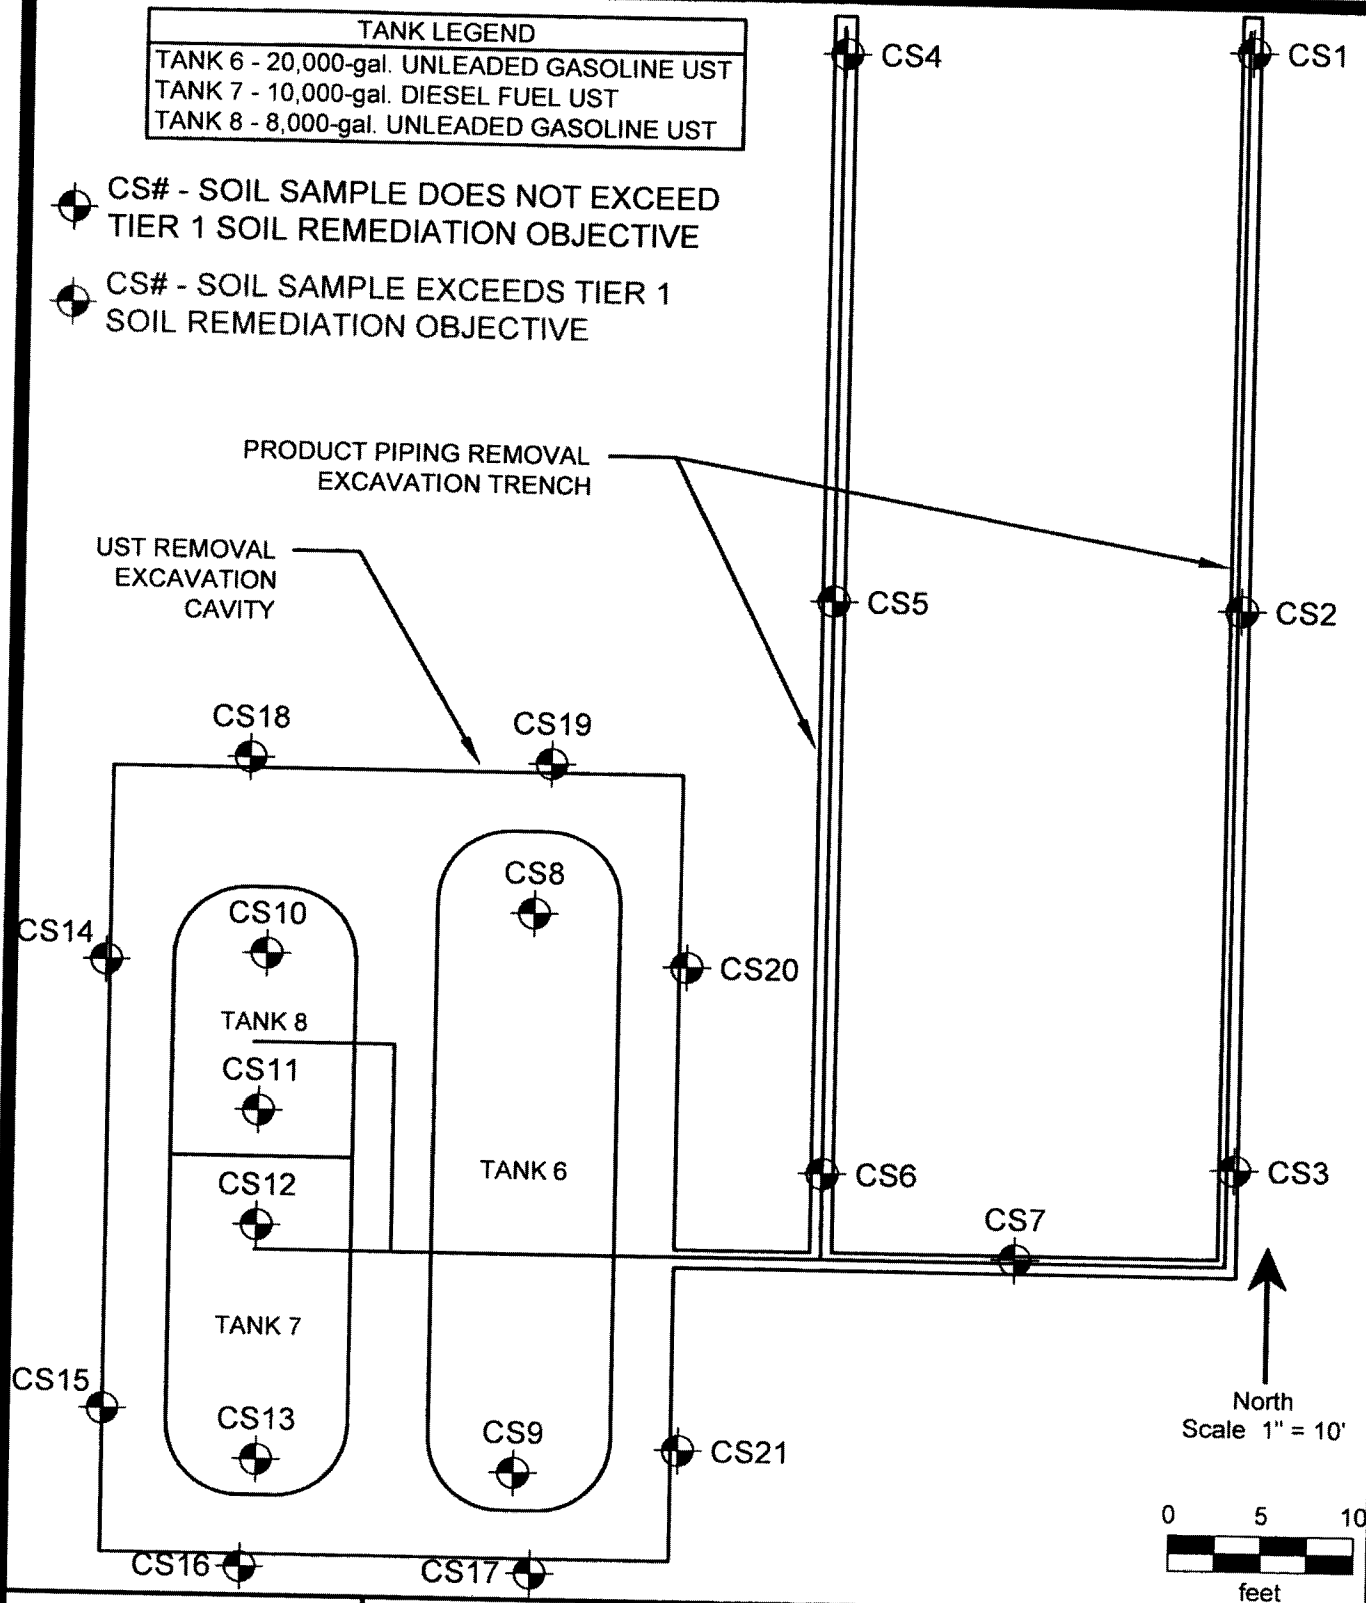 TANK LEGEND
TANK 6 - 20,000-gal. UNLEADED GASOLINE UST
TANK 7 - 10,000-gal. DIESEL FUEL UST
TANK 8 - 8,000-gal. UNLEADED GASOLINE UST
CS# - SOIL SAMPLE DOES NOT EXCEED
TIER 1 SOIL REMEDIATION OBJECTIVE
CS# - SOIL SAMPLE EXCEEDS TIER 1
SOIL REMEDIATION OBJECTIVE
CS4
CS1
PRODUCT PIPING REMOVAL
EXCAVATION TRENCH
UST REMOVAL
EXCAVATION
CAVITY
CS5
CS2
CS18
CS19
CS8
CS10
CS14
CS20
TANK 8
CS11
TANK 6
CS6
CS3
CS12
CS7
TANK 7
CS15
CS13
CS9
CS21
North
Scale 1" = 10'
0 5 10
feet
CS16
CS17